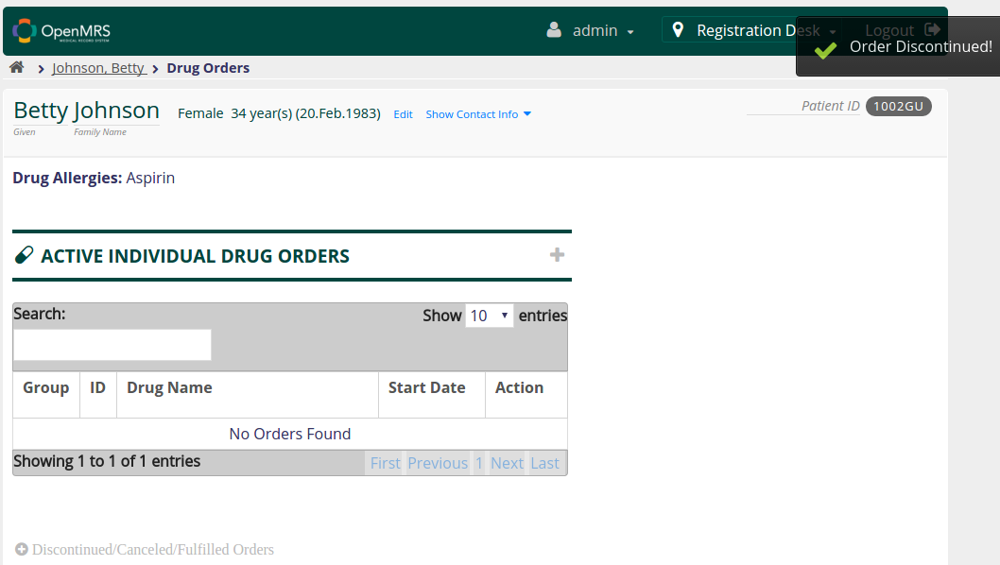 OpenMRS
MEDICAL RECORD SYSTEM
admin
Registration Desk
Logout
Order Discontinued!
Johnson, Betty
Drug Orders
Betty Johnson
Given
Family Name
Female 34 year(s) (20.Feb.1983)
Edit
Show Contact Info
Patient ID
1002GU
Drug Allergies: Aspirin
ACTIVE INDIVIDUAL DRUG ORDERS
Search:
Show 10 entries
Group ID Drug Name Start Date Action
No Orders Found
Showing 1 to 1 of 1 entries
First Previous 1 Next Last
Discontinued/Canceled/Fulfilled Orders